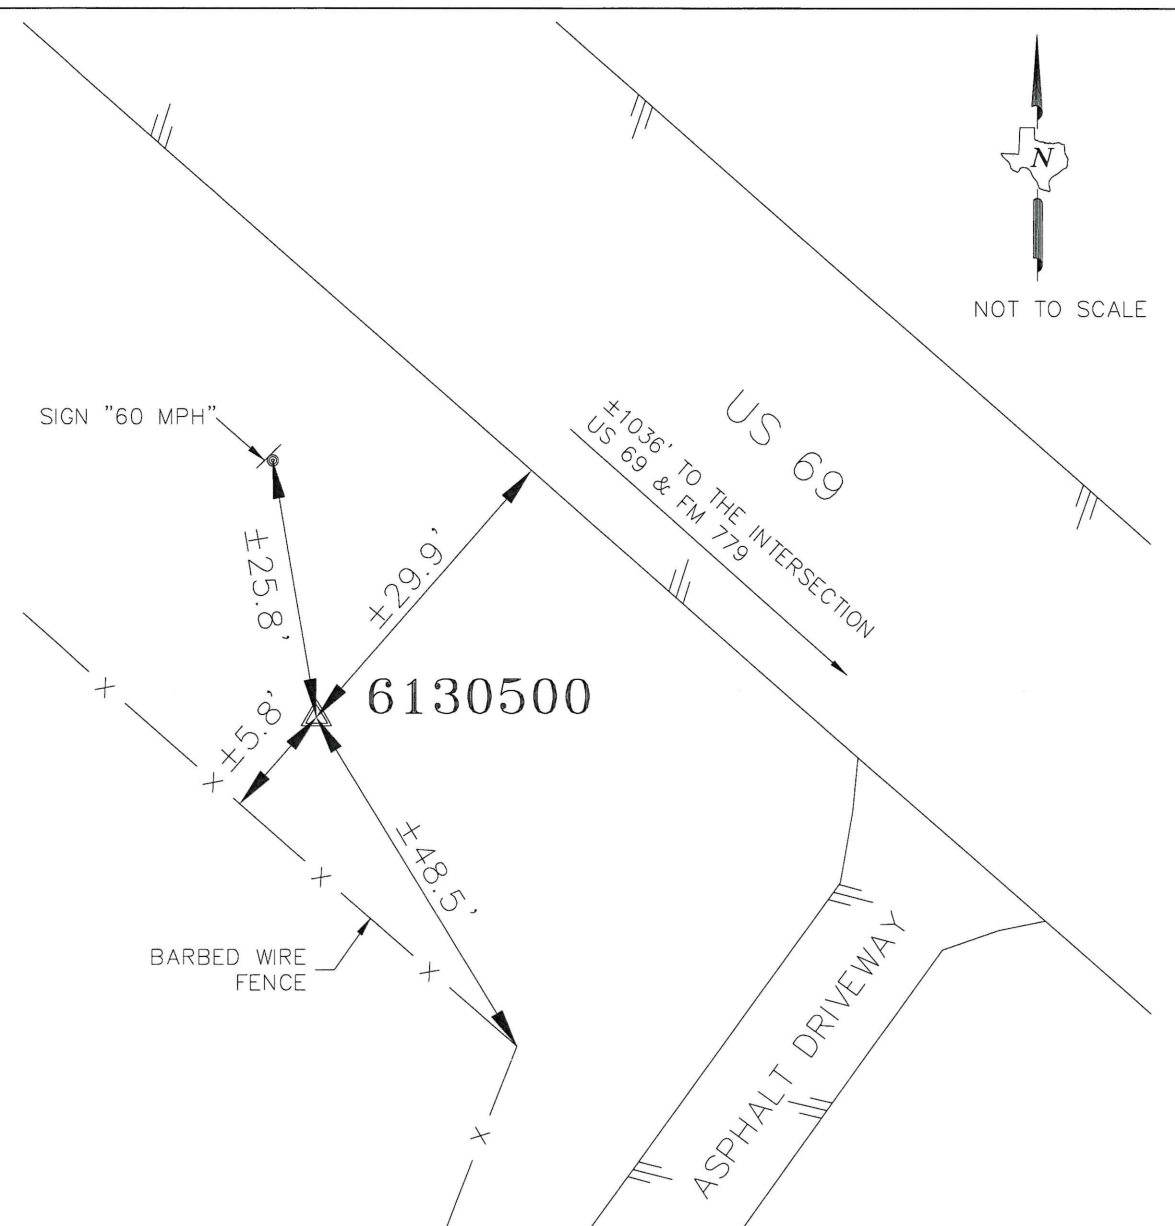 N
NOT TO SCALE
US 69
±1036' TO THE INTERSECTION
US 69 & FM 779
SIGN "60 MPH"
±25.8'
±29.9'
6130500
±5.8'
±48.5'
BARBED WIRE
FENCE
X
X
X
X
X
ASPHALT DRIVEWAY